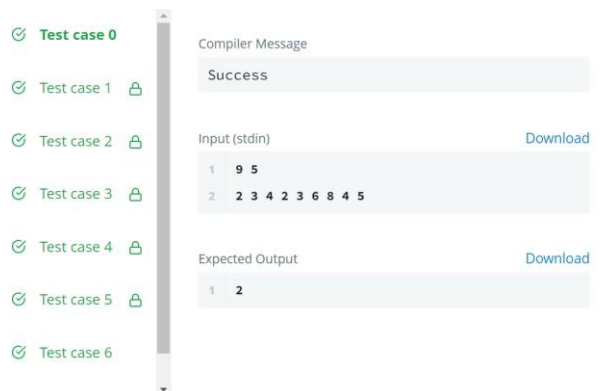 Test case 0
Test case 1
Test case 2
Test case 3
Test case 4
Test case 5
Test case 6
Compiler Message
Success
Input (stdin)
Download
1 9 5
2 2 3 4 2 3 6 8 4 5
Expected Output
Download
1 2